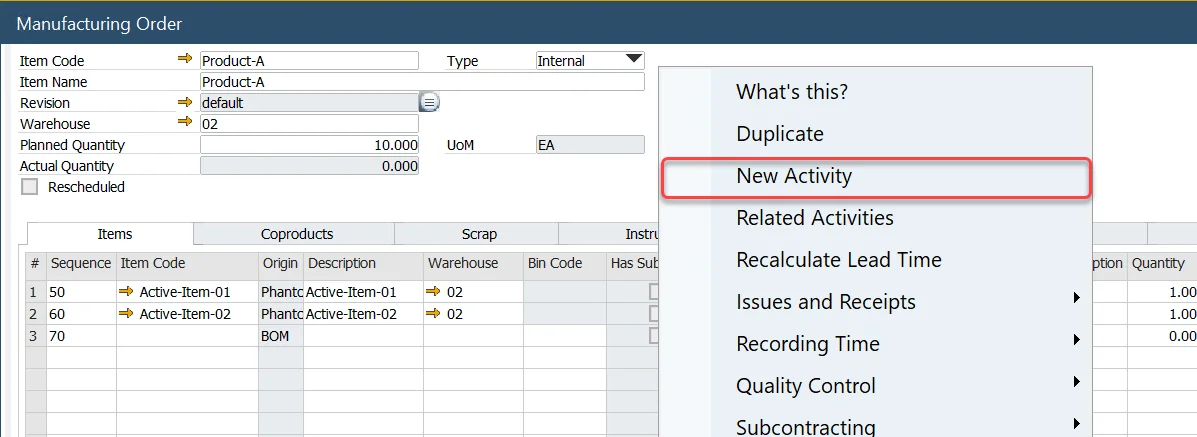 Manufacturing Order
Item Code Product-A Type Internal
Item Name Product-A
Revision default
Warehouse 02
Planned Quantity 10.000 UoM EA
Actual Quantity 0.000
Rescheduled
What's this?
Duplicate
New Activity
Related Activities
Recalculate Lead Time
Issues and Receipts
Recording Time
Quality Control
Subcontracting
Items Coproducts Scrap
# Sequence Item Code Origin Description Warehouse Bin Code Has Sub Quantity
1 50 Active-Item-01 Active-Item-01 02 1.00
2 60 Active-Item-02 Active-Item-02 02 1.00
3 70 BOM 0.00